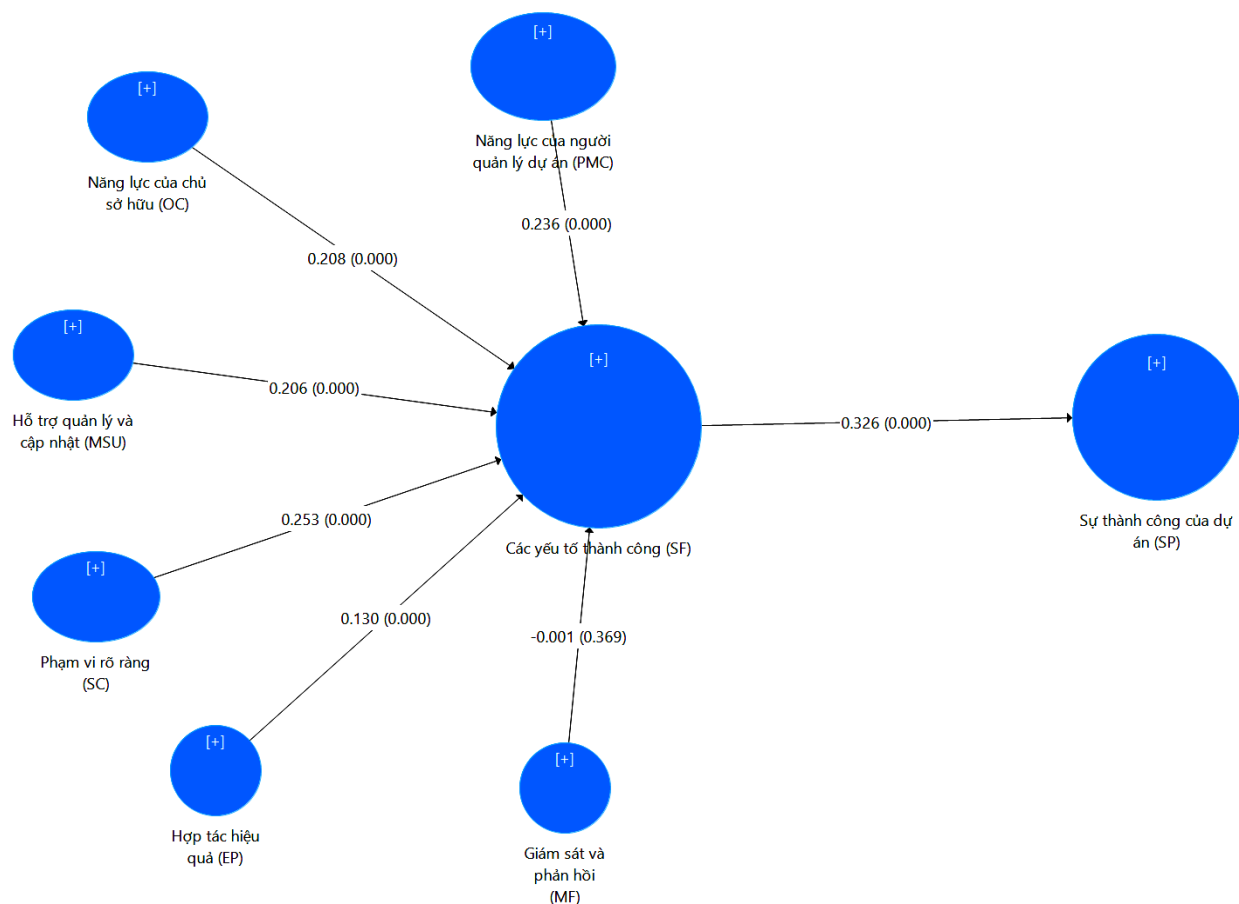 [+]
Năng lực của người
quản lý dự án (PMC)
[+]
Năng lực của chủ
sở hữu (OC)
0.236 (0.000)
0.208 (0.000)
[+]
Hỗ trợ quản lý và
cập nhật (MSU)
0.206 (0.000)
[+]
Các yếu tố thành công (SF)
0.326 (0.000)
[+]
Sự thành công của dự
án (SP)
0.253 (0.000)
[+]
Phạm vi rõ ràng
(SC)
0.130 (0.000)
-0.001 (0.369)
[+]
Hợp tác hiệu
quả (EP)
[+]
Giám sát và
phản hồi
(MF)